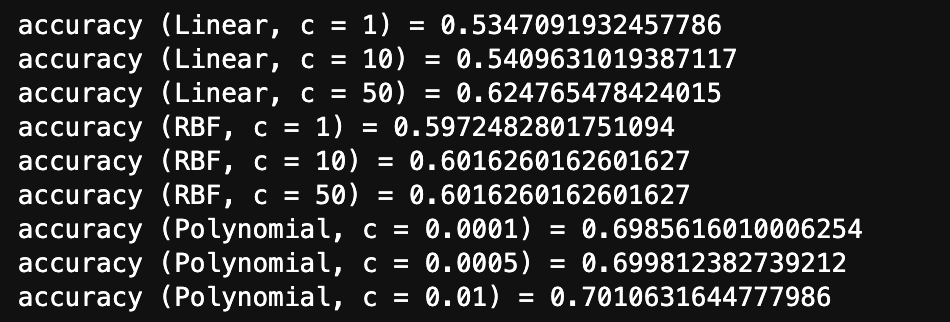 accuracy (Linear, c = 1) = 0.5347091932457786
accuracy (Linear, c = 10) = 0.5409631019387117
accuracy (Linear, c = 50) = 0.624765478424015
accuracy (RBF, c = 1) = 0.5972482801751094
accuracy (RBF, c = 10) = 0.6016260162601627
accuracy (RBF, c = 50) = 0.6016260162601627
accuracy (Polynomial, c = 0.0001) = 0.6985616010006254
accuracy (Polynomial, c = 0.0005) = 0.699812382739212
accuracy (Polynomial, c = 0.01) = 0.7010631644777986